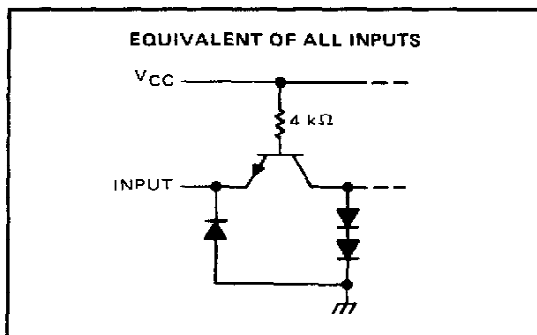 EQUIVALENT OF ALL INPUTS
VCC
4 kΩ
INPUT